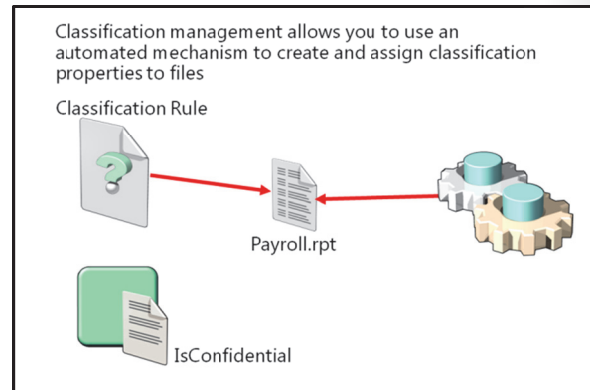 Classification management allows you to use an
automated mechanism to create and assign classification
properties to files
Classification Rule
?
Payroll.rpt
IsConfidential